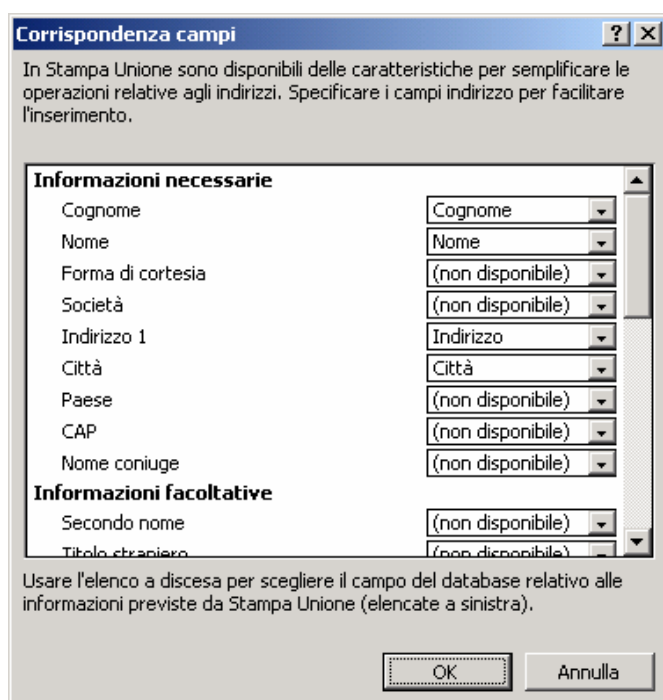 Corrispondenza campi
In Stampa Unione sono disponibili delle caratteristiche per semplificare le
operazioni relative agli indirizzi. Specificare i campi indirizzo per facilitare
l'inserimento.
Informazioni necessarie
Cognome Cognome
Nome Nome
Forma di cortesia (non disponibile)
Società (non disponibile)
Indirizzo 1 Indirizzo
Città Città
Paese (non disponibile)
CAP (non disponibile)
Nome coniuge (non disponibile)
Informazioni facoltative
Secondo nome (non disponibile)
Titolo straniero (non disponibile)
Usare l'elenco a discesa per scegliere il campo del database relativo alle
informazioni previste da Stampa Unione (elencate a sinistra).
OK Annulla